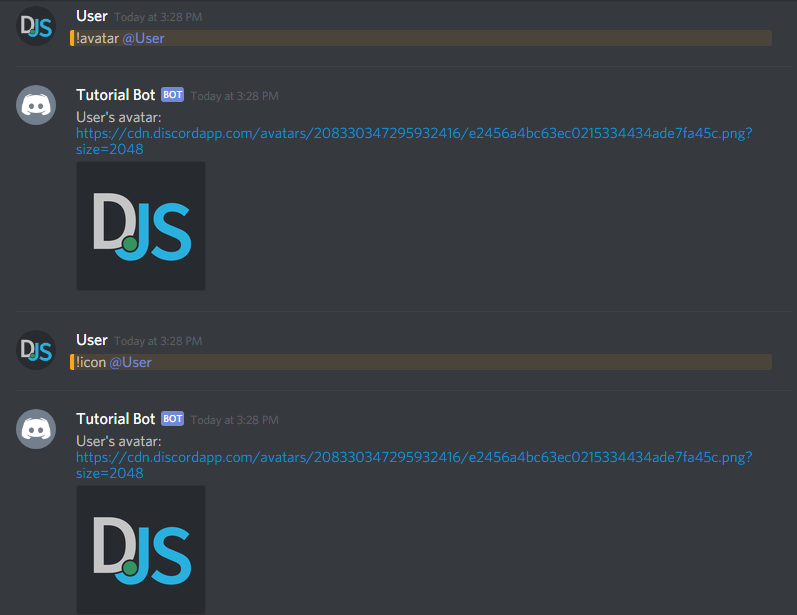 DJS
User Today at 3:28 PM
!avatar @User
Tutorial Bot BOT Today at 3:28 PM
User's avatar:
https://cdn.discordapp.com/avatars/208330347295932416/e2456a4bc63ec0215334434ade7fa45c.png?
size=2048
DJS
DJS
User Today at 3:28 PM
!icon @User
Tutorial Bot BOT Today at 3:28 PM
User's avatar:
https://cdn.discordapp.com/avatars/208330347295932416/e2456a4bc63ec0215334434ade7fa45c.png?
size=2048
DJS